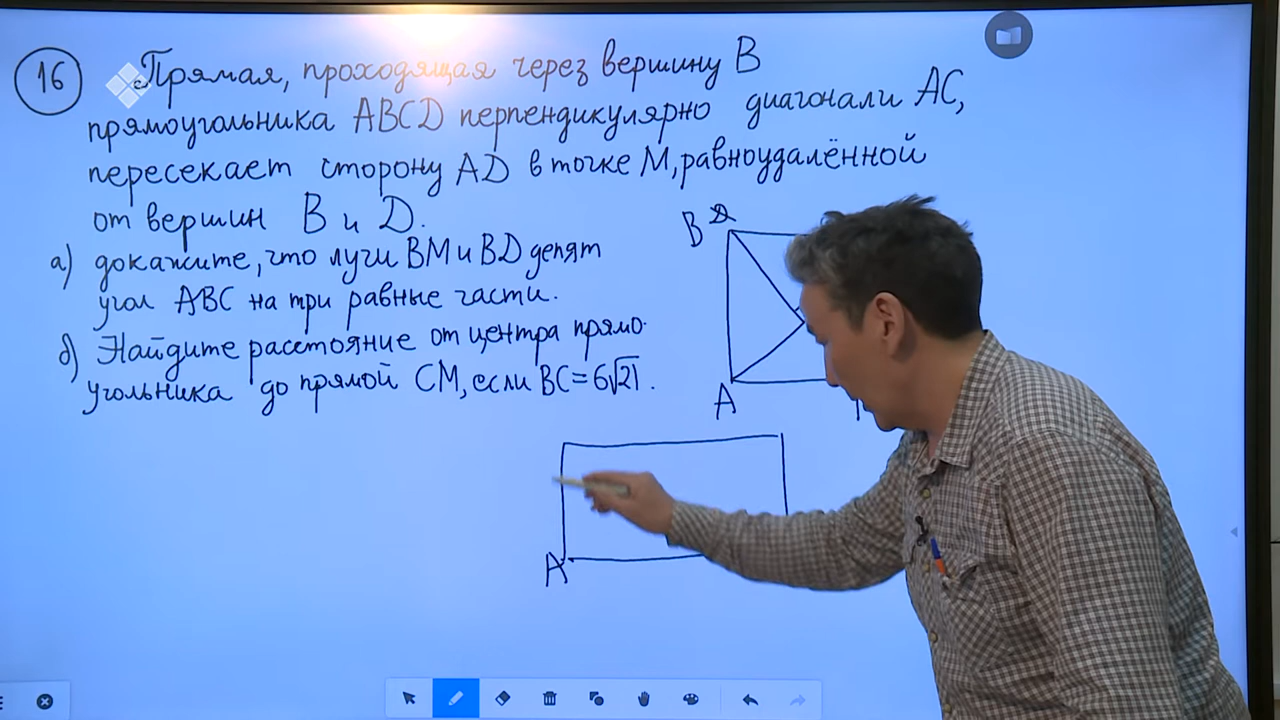 16
Прямая, проходящая через вершину B
прямоугольника ABCD перпендикулярно диагонали AC,
пересекает сторону AD в точке M, равноудалённой
от вершин B и D.
а) докажите, что лучи BM и BD делят
угол ABC на три равные части.
б) Найдите расстояние от центра прямо-
угольника до прямой CM, если BC = 6√21.
B
A
A